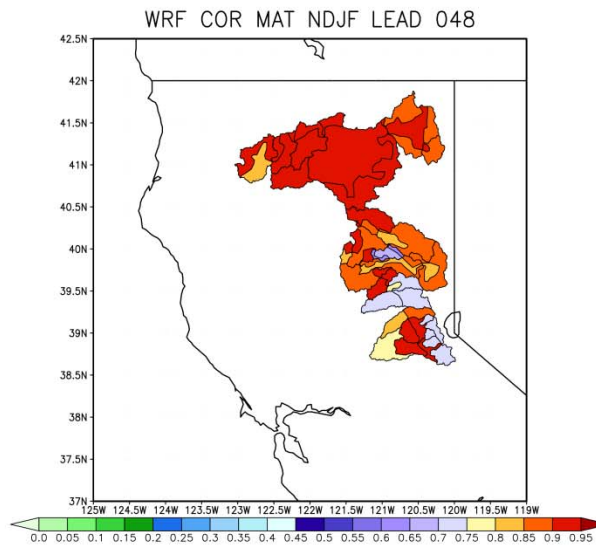 WRF COR MAT NDJF LEAD 048
42.5N
42N
41.5N
41N
40.5N
40N
39.5N
39N
38.5N
38N
37.5N
37N
125W 124.5W 124W 123.5W 123W 122.5W 122W 121.5W 121W 120.5W 120W 119.5W 119W
0.0 0.05 0.1 0.15 0.2 0.25 0.3 0.35 0.4 0.45 0.5 0.55 0.6 0.65 0.7 0.75 0.8 0.85 0.9 0.95